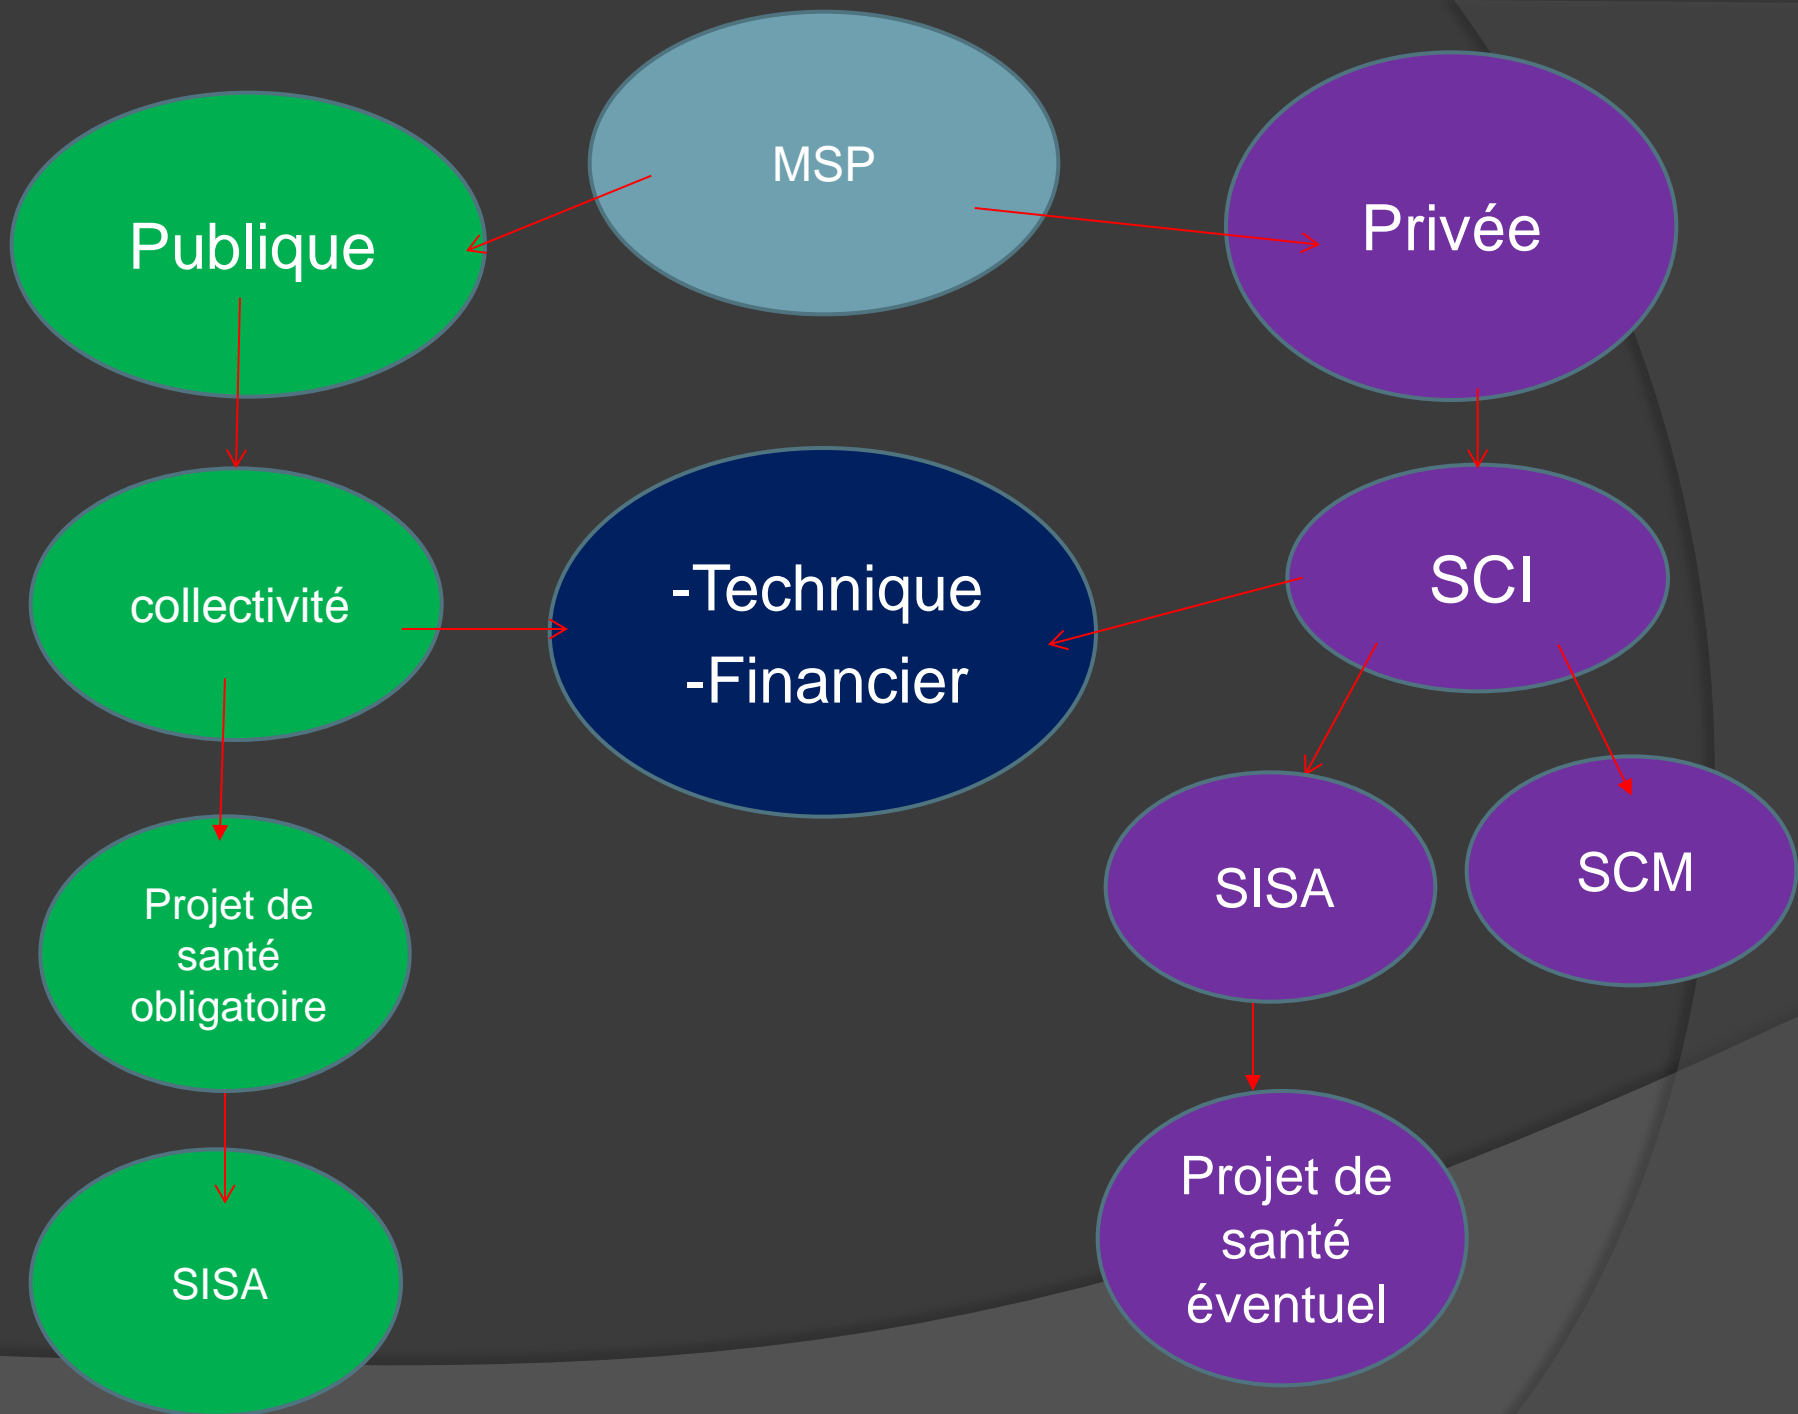 MSP
Publique
Privée
collectivité
-Technique
-Financier
SCI
SISA
SCM
Projet de
santé
obligatoire
Projet de
santé
éventuel
SISA